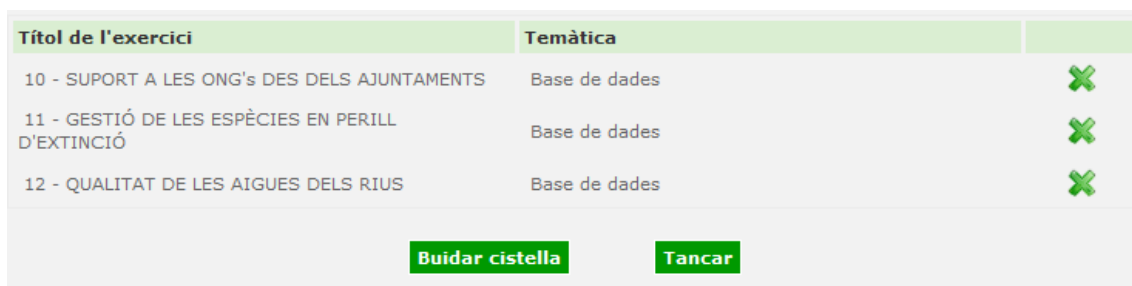 Títol de l'exercici Temàtica
10 - SUPORT A LES ONG's DES DELS AJUNTAMENTS Base de dades
11 - GESTIÓ DE LES ESPÈCIES EN PERILL
D'EXTINCIÓ Base de dades
12 - QUALITAT DE LES AIGUES DELS RIUS Base de dades
Buidar cistella Tancar